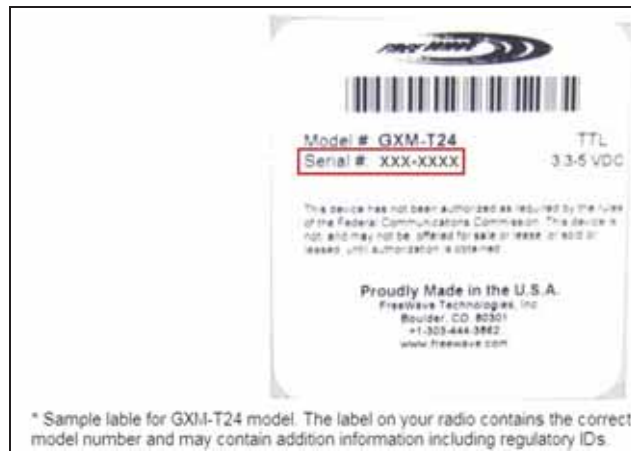 FREE WAVE
Model # GXM-T24 TTL
Serial # XXX-XXXX 3.3-5 VDC
This device has not been authorized as required by the rules
of the Federal Communications Commission. This device is
not, and may not be, offered for sale or lease, or sold or
leased, until authorization is obtained.
Proudly Made in the U.S.A.
FreeWave Technologies, Inc.
Boulder, CO 80301
+1-303-444-3862
www.freewave.com
* Sample lable for GXM-T24 model. The label on your radio contains the correct
model number and may contain addition information including regulatory IDs.